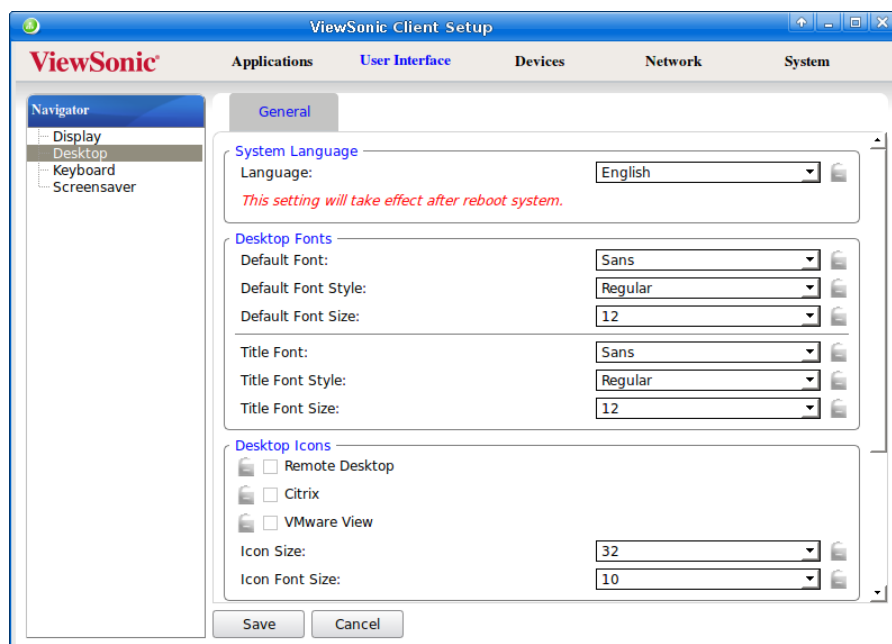 ViewSonic Client Setup
ViewSonic®
Applications
User Interface
Devices
Network
System
Navigator
Display
Desktop
Keyboard
Screensaver
General
System Language
Language:
English
This setting will take effect after reboot system.
Desktop Fonts
Default Font:
Sans
Default Font Style:
Regular
Default Font Size:
12
Title Font:
Sans
Title Font Style:
Regular
Title Font Size:
12
Desktop Icons
Remote Desktop
Citrix
VMware View
Icon Size:
32
Icon Font Size:
10
Save
Cancel